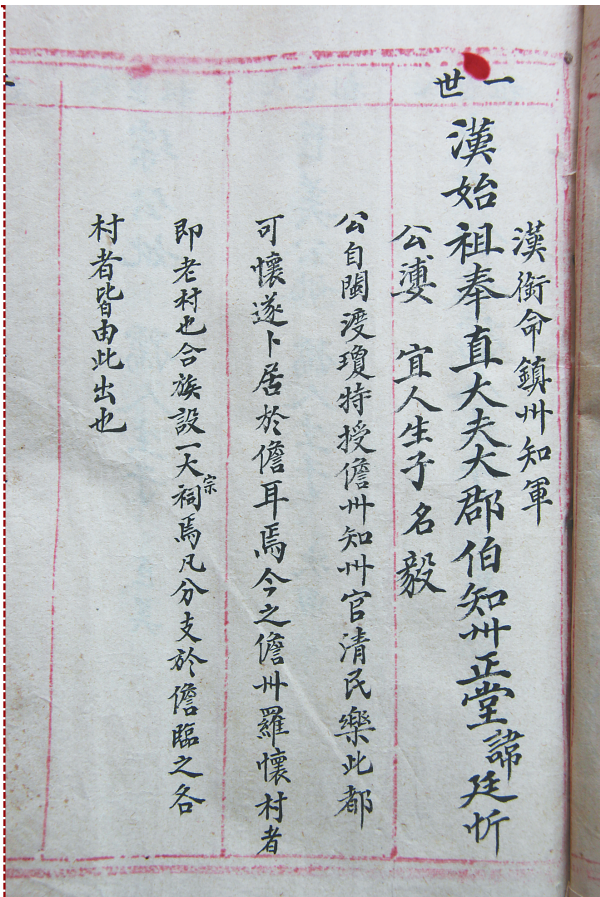 一世
漢銜命鎮州知軍
漢始祖奉直大夫大郡伯知州正堂諱廷忻
公 宜人生子名毅
公自閩渡瓊特授儋州知州官清民樂此都
可懷遂卜居於儋耳焉今之儋州羅懷村者
即老村也合族設一大宗祠焉凡分支於儋臨之各
村者皆由此出也